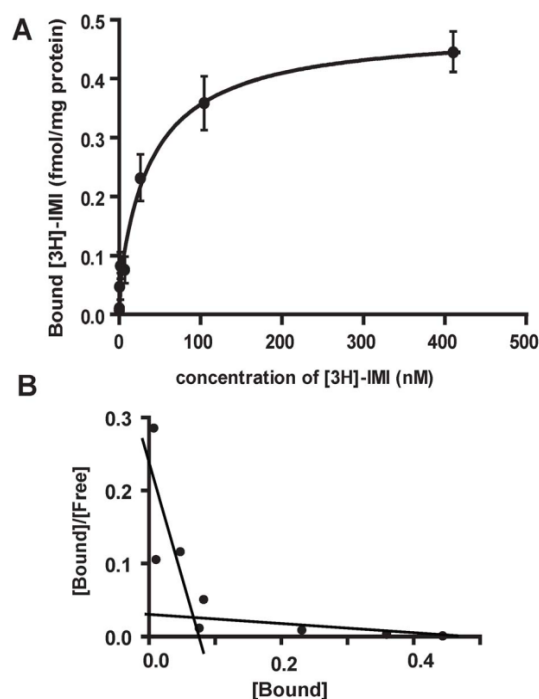 A
Bound [3H]-IMI (fmol/mg protein)
0.5
0.4
0.3
0.2
0.1
0.0
0 100 200 300 400 500
concentration of [3H]-IMI (nM)
B
[Bound]/[Free]
0.3
0.2
0.1
0.0
0.0 0.2 0.4
[Bound]